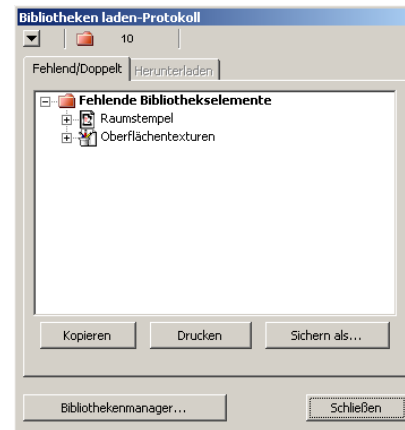 Bibliotheken laden-Protokoll
10
Fehlend/Doppelt Herunterladen
Fehlende Bibliothekselemente
Raumstempel
Oberflächentexturen
Kopieren Drucken Sichern als...
Bibliothekenmanager... Schließen